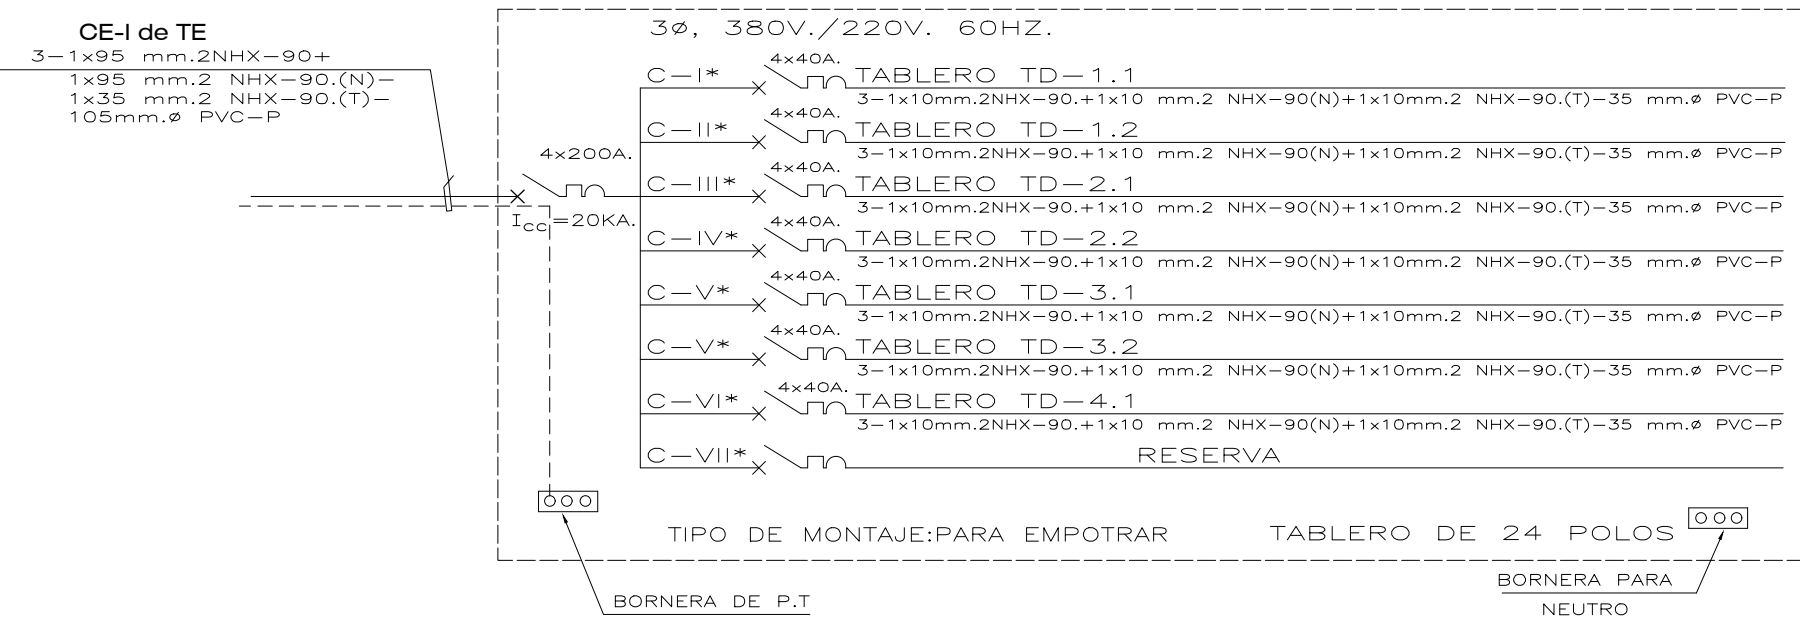 CE-I de TE
3-1x95 mm.2NHX-90+
1x95 mm.2 NHX-90.(N)-
1x35 mm.2 NHX-90.(T)-
105mm.ø PVC-P
3ø, 380V./220V. 60HZ.
4x200A.
Icc=20KA.
C-I* 4x40A. TABLERO TD-1.1
3-1x10mm.2NHX-90.+1x10 mm.2 NHX-90(N)+1x10mm.2 NHX-90.(T)-35 mm.ø PVC-P
C-II* 4x40A. TABLERO TD-1.2
3-1x10mm.2NHX-90.+1x10 mm.2 NHX-90(N)+1x10mm.2 NHX-90.(T)-35 mm.ø PVC-P
C-III* 4x40A. TABLERO TD-2.1
3-1x10mm.2NHX-90.+1x10 mm.2 NHX-90(N)+1x10mm.2 NHX-90.(T)-35 mm.ø PVC-P
C-IV* 4x40A. TABLERO TD-2.2
3-1x10mm.2NHX-90.+1x10 mm.2 NHX-90(N)+1x10mm.2 NHX-90.(T)-35 mm.ø PVC-P
C-V* 4x40A. TABLERO TD-3.1
3-1x10mm.2NHX-90.+1x10 mm.2 NHX-90(N)+1x10mm.2 NHX-90.(T)-35 mm.ø PVC-P
C-V* 4x40A. TABLERO TD-3.2
3-1x10mm.2NHX-90.+1x10 mm.2 NHX-90(N)+1x10mm.2 NHX-90.(T)-35 mm.ø PVC-P
C-VI* 4x40A. TABLERO TD-4.1
3-1x10mm.2NHX-90.+1x10 mm.2 NHX-90(N)+1x10mm.2 NHX-90.(T)-35 mm.ø PVC-P
C-VII* RESERVA
TIPO DE MONTAJE:PARA EMPOTRAR
TABLERO DE 24 POLOS
BORNERA DE P.T
BORNERA PARA
NEUTRO